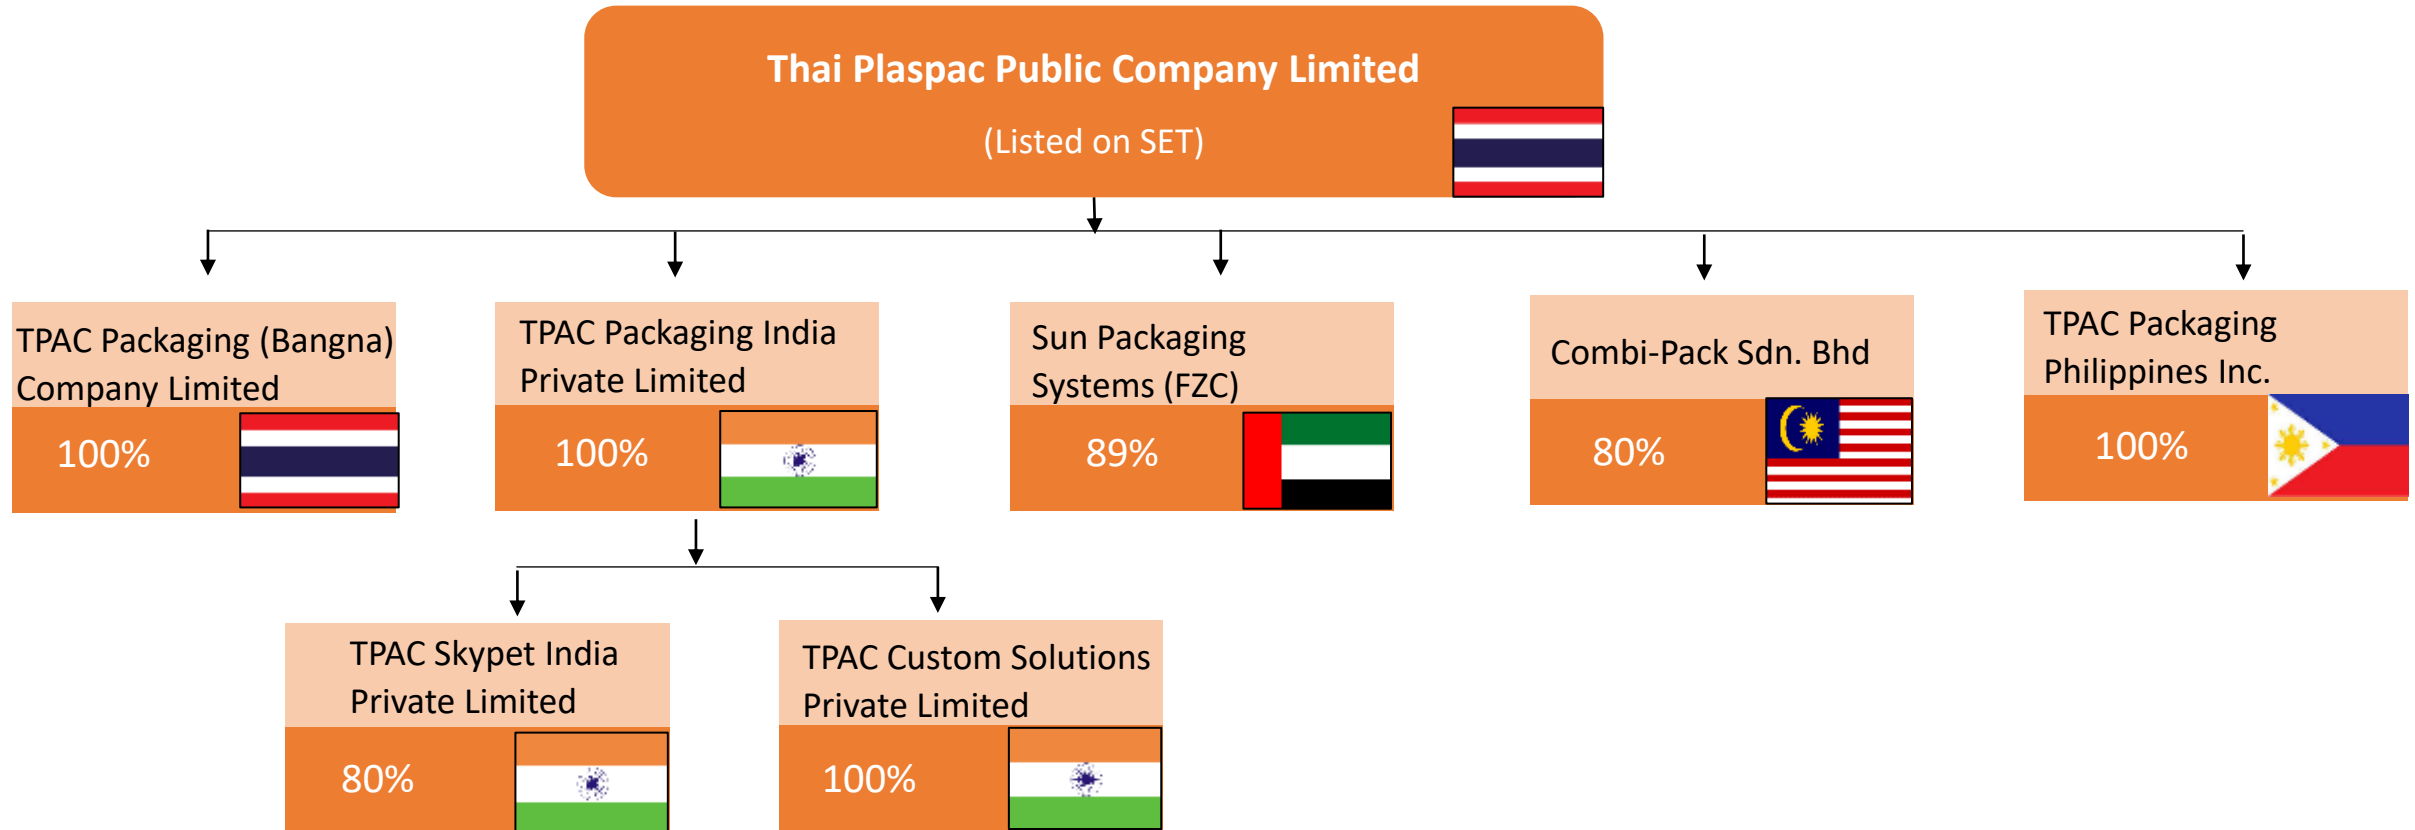 Thai Plaspac Public Company Limited
(Listed on SET)
TPAC Packaging (Bangna)
Company Limited
100%
TPAC Packaging India
Private Limited
100%
Sun Packaging
Systems (FZC)
89%
Combi-Pack Sdn. Bhd
80%
TPAC Packaging
Philippines Inc.
100%
TPAC Skypet India
Private Limited
80%
TPAC Custom Solutions
Private Limited
100%